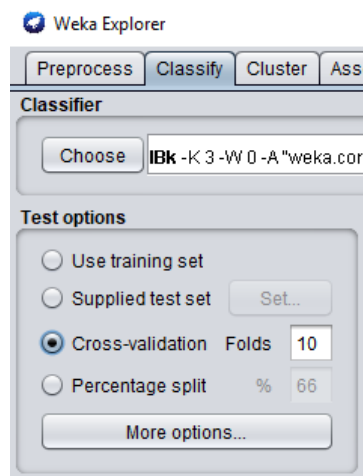 Weka Explorer
Preprocess Classify Cluster Ass
Classifier
Choose IBk -K 3 -W 0 -A "weka.cor
Test options
Use training set
Supplied test set Set...
Cross-validation Folds 10
Percentage split % 66
More options...